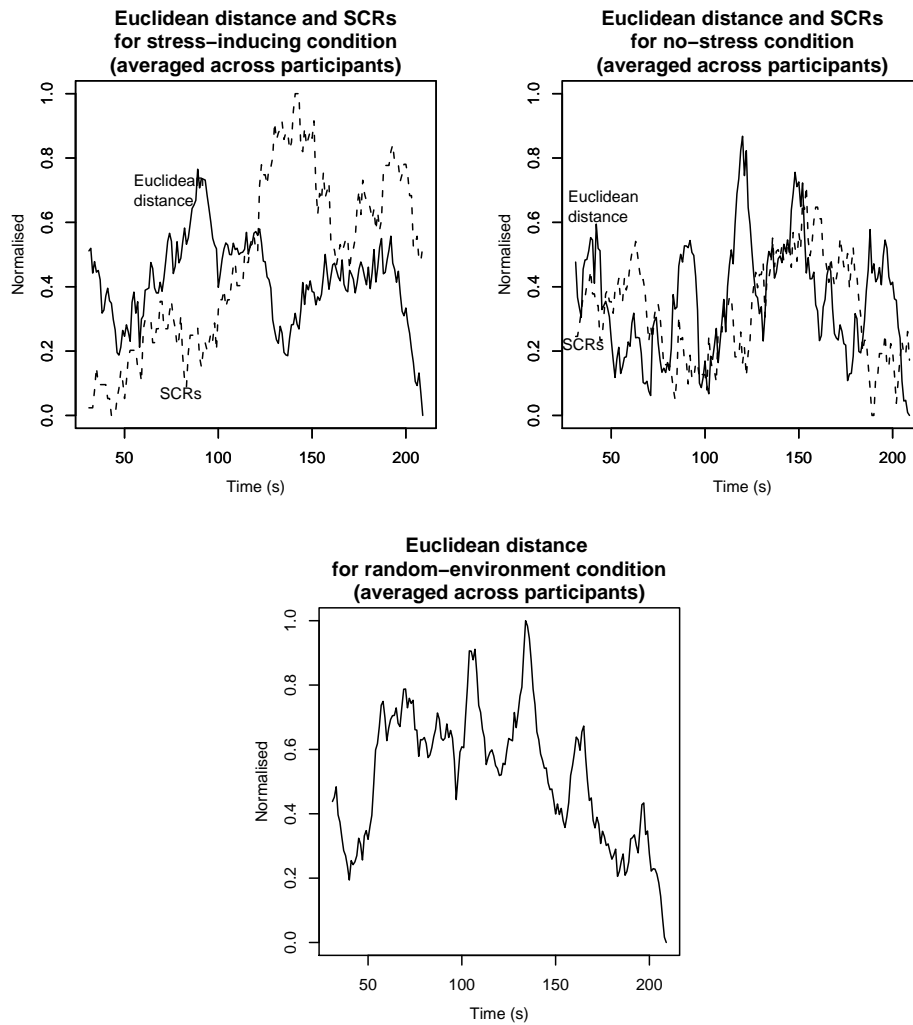 Euclidean distance and SCRs
for stress−inducing condition
(averaged across participants)
Normalised
0.0
0.2
0.4
0.6
0.8
1.0
Euclidean
distance
SCRs
50
100
150
200
Time (s)
Euclidean distance and SCRs
for no−stress condition
(averaged across participants)
Normalised
0.0
0.2
0.4
0.6
0.8
1.0
Euclidean
distance
SCRs
50
100
150
200
Time (s)
Euclidean distance
for random−environment condition
(averaged across participants)
Normalised
0.0
0.2
0.4
0.6
0.8
1.0
50
100
150
200
Time (s)